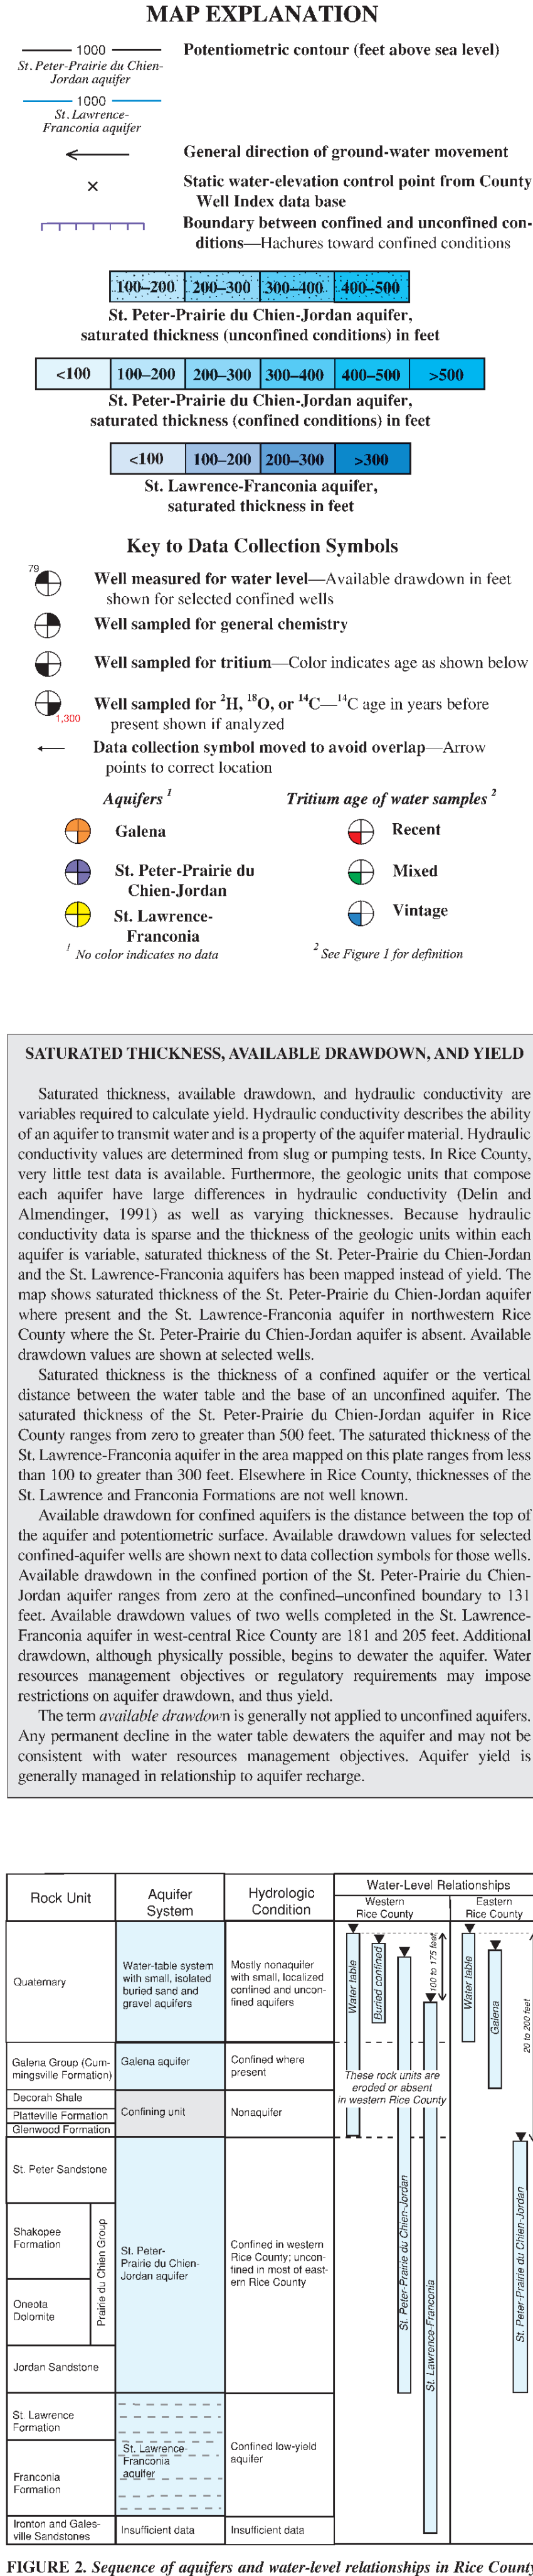 MAP EXPLANATION
1000
St. Peter-Prairie du Chien-
Jordan aquifer
Potentiometric contour (feet above sea level)
1000
St. Lawrence-
Franconia aquifer
General direction of ground-water movement
×
Static water-elevation control point from County
Well Index data base
Boundary between confined and unconfined con-
ditions—Hachures toward confined conditions
100–200 200–300 300–400 400–500
St. Peter-Prairie du Chien-Jordan aquifer,
saturated thickness (unconfined conditions) in feet
<100 100–200 200–300 300–400 400–500 >500
St. Peter-Prairie du Chien-Jordan aquifer,
saturated thickness (confined conditions) in feet
<100 100–200 200–300 >300
St. Lawrence-Franconia aquifer,
saturated thickness in feet
Key to Data Collection Symbols
79
Well measured for water level—Available drawdown in feet
shown for selected confined wells
Well sampled for general chemistry
Well sampled for tritium—Color indicates age as shown below
Well sampled for ²H, ¹⁸O, or ¹⁴C—¹⁴C age in years before
present shown if analyzed
1,300
Data collection symbol moved to avoid overlap—Arrow
points to correct location
Aquifers ¹
Galena
St. Peter-Prairie du
Chien-Jordan
St. Lawrence-
Franconia
¹ No color indicates no data
Tritium age of water samples ²
Recent
Mixed
Vintage
² See Figure 1 for definition
SATURATED THICKNESS, AVAILABLE DRAWDOWN, AND YIELD
Saturated thickness, available drawdown, and hydraulic conductivity are
variables required to calculate yield. Hydraulic conductivity describes the ability
of an aquifer to transmit water and is a property of the aquifer material. Hydraulic
conductivity values are determined from slug or pumping tests. In Rice County,
very little test data is available. Furthermore, the geologic units that compose
each aquifer have large differences in hydraulic conductivity (Delin and
Almendinger, 1991) as well as varying thicknesses. Because hydraulic
conductivity data is sparse and the thickness of the geologic units within each
aquifer is variable, saturated thickness of the St. Peter-Prairie du Chien-Jordan
and the St. Lawrence-Franconia aquifers has been mapped instead of yield. The
map shows saturated thickness of the St. Peter-Prairie du Chien-Jordan aquifer
where present and the St. Lawrence-Franconia aquifer in northwestern Rice
County where the St. Peter-Prairie du Chien-Jordan aquifer is absent. Available
drawdown values are shown at selected wells.
Saturated thickness is the thickness of a confined aquifer or the vertical
distance between the water table and the base of an unconfined aquifer. The
saturated thickness of the St. Peter-Prairie du Chien-Jordan aquifer in Rice
County ranges from zero to greater than 500 feet. The saturated thickness of the
St. Lawrence-Franconia aquifer in the area mapped on this plate ranges from less
than 100 to greater than 300 feet. Elsewhere in Rice County, thicknesses of the
St. Lawrence and Franconia Formations are not well known.
Available drawdown for confined aquifers is the distance between the top of
the aquifer and potentiometric surface. Available drawdown values for selected
confined-aquifer wells are shown next to data collection symbols for those wells.
Available drawdown in the confined portion of the St. Peter-Prairie du Chien-
Jordan aquifer ranges from zero at the confined–unconfined boundary to 131
feet. Available drawdown values of two wells completed in the St. Lawrence-
Franconia aquifer in west-central Rice County are 181 and 205 feet. Additional
drawdown, although physically possible, begins to dewater the aquifer. Water
resources management objectives or regulatory requirements may impose
restrictions on aquifer drawdown, and thus yield.
The term available drawdown is generally not applied to unconfined aquifers.
Any permanent decline in the water table dewaters the aquifer and may not be
consistent with water resources management objectives. Aquifer yield is
generally managed in relationship to aquifer recharge.
Rock Unit
Aquifer
System
Hydrologic
Condition
Water-Level Relationships
Western
Rice County
Eastern
Rice County
Quaternary
Water-table system
with small, isolated
buried sand and
gravel aquifers
Mostly nonaquifer
with small, localized
confined and uncon-
fined aquifers
Water table
Buried confined
100 to 175 feet
Water table
Galena
20 to 200 feet
Galena Group (Cum-
mingsville Formation)
Galena aquifer
Confined where
present
These rock units are
eroded or absent
in western Rice County
Decorah Shale
Platteville Formation
Glenwood Formation
Confining unit
Nonaquifer
St. Peter Sandstone
Shakopee
Formation
Oneota
Dolomite
Prairie du Chien Group
Jordan Sandstone
St. Peter-
Prairie du Chien-
Jordan aquifer
Confined in western
Rice County; uncon-
fined in most of east-
ern Rice County
St. Peter-Prairie du Chien-Jordan
St. Lawrence-Franconia
St. Peter-Prairie du Chien-Jordan
St. Lawrence
Formation
Franconia
Formation
St. Lawrence-
Franconia
aquifer
Confined low-yield
aquifer
Ironton and Gales-
ville Sandstones
Insufficient data
Insufficient data
FIGURE 2. Sequence of aquifers and water-level relationships in Rice County